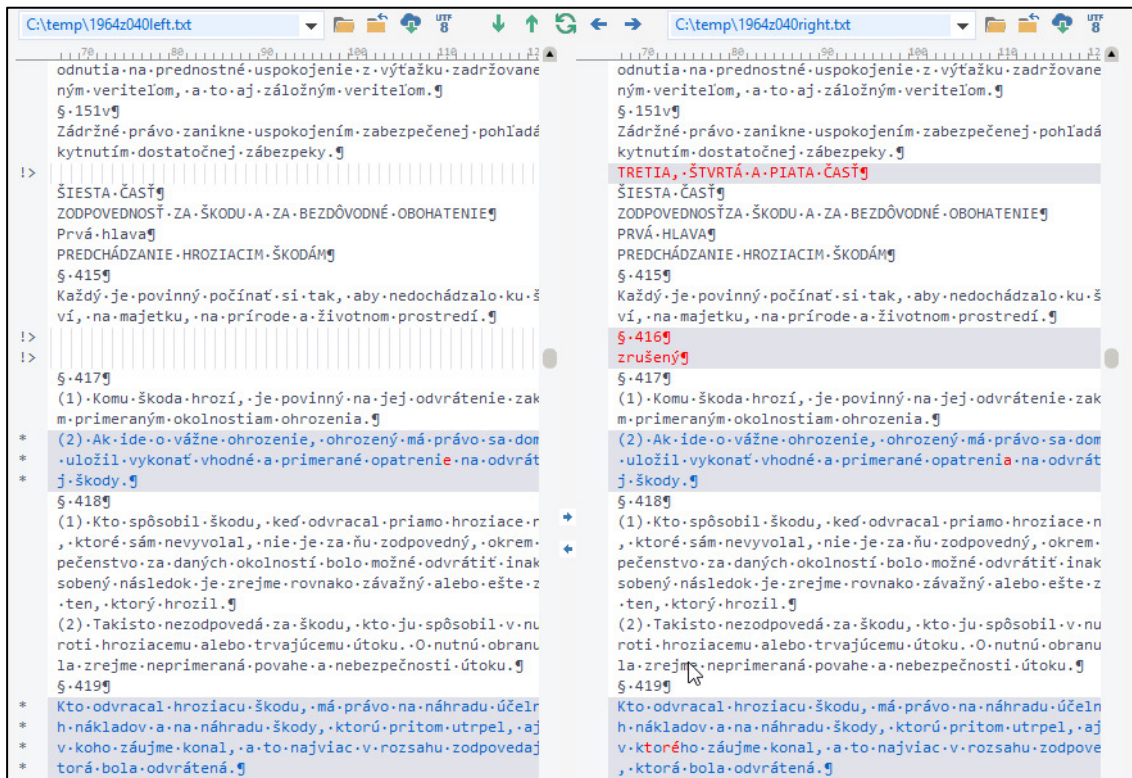 C:\temp\1964z040left.txt
UTF 8
70 80 90 100 110 12
odnutia·na·prednostné·uspokojenie·z·výťažku·zadržovane
ným·veriteľom,·a·to·aj·záložným·veriteľom.¶
§·151v¶
Zádržné·právo·zanikne·uspokojením·zabezpečenej·pohľadá
kytnutím·dostatočnej·zábezpeky.¶
!>
ŠIESTA·ČASŤ¶
ZODPOVEDNOSŤ·ZA·ŠKODU·A·ZA·BEZDÔVODNÉ·OBOHATENIE¶
Prvá·hlava¶
PREDCHÁDZANIE·HROZIACIM·ŠKODÁM¶
§·415¶
Každý·je·povinný·počínať·si·tak,·aby·nedochádzalo·ku·š
ví,·na·majetku,·na·prírode·a·životnom·prostredí.¶
!>
!>
§·417¶
(1)·Komu·škoda·hrozí,·je·povinný·na·jej·odvrátenie·zak
m·primeraným·okolnostiam·ohrozenia.¶
* (2)·Ak·ide·o·vážne·ohrozenie,·ohrozený·má·právo·sa·dom
* ·uložil·vykonať·vhodné·a·primerané·opatrenie·na·odvrát
* j·škody.¶
§·418¶
(1)·Kto·spôsobil·škodu,·keď·odvracal·priamo·hroziace·n
,·ktoré·sám·nevyvolal,·nie·je·za·ňu·zodpovedný,·okrem·
pečenstvo·za·daných·okolností·bolo·možné·odvrátiť·inak
sobený·následok·je·zrejme·rovnako·závažný·alebo·ešte·z
·ten,·ktorý·hrozil.¶
(2)·Takisto·nezodpovedá·za·škodu,·kto·ju·spôsobil·v·nu
roti·hroziacemu·alebo·trvajúcemu·útoku.·O·nutnú·obranu
la·zrejme·neprimeraná·povahe·a·nebezpečnosti·útoku.¶
§·419¶
* Kto·odvracal·hroziacu·škodu,·má·právo·na·náhradu·účeln
* h·nákladov·a·na·náhradu·škody,·ktorú·pritom·utrpel,·aj
* v·koho·záujme·konal,·a·to·najviac·v·rozsahu·zodpovedaj
* torá·bola·odvrátená.¶
C:\temp\1964z040right.txt
UTF 8
70 80 90 100 110 12
odnutia·na·prednostné·uspokojenie·z·výťažku·zadržovane
ným·veriteľom,·a·to·aj·záložným·veriteľom.¶
§·151v¶
Zádržné·právo·zanikne·uspokojením·zabezpečenej·pohľadá
kytnutím·dostatočnej·zábezpeky.¶
TRETIA,·ŠTVRTÁ·A·PIATA·ČASŤ¶
ŠIESTA·ČASŤ¶
ZODPOVEDNOSŤZA·ŠKODU·A·ZA·BEZDÔVODNÉ·OBOHATENIE¶
PRVÁ·HLAVA¶
PREDCHÁDZANIE·HROZIACIM·ŠKODÁM¶
§·415¶
Každý·je·povinný·počínať·si·tak,·aby·nedochádzalo·ku·š
ví,·na·majetku,·na·prírode·a·životnom·prostredí.¶
§·416¶
zrušený¶
§·417¶
(1)·Komu·škoda·hrozí,·je·povinný·na·jej·odvrátenie·zak
m·primeraným·okolnostiam·ohrozenia.¶
(2)·Ak·ide·o·vážne·ohrozenie,·ohrozený·má·právo·sa·dom
·uložil·vykonať·vhodné·a·primerané·opatrenia·na·odvrát
j·škody.¶
§·418¶
(1)·Kto·spôsobil·škodu,·keď·odvracal·priamo·hroziace·n
,·ktoré·sám·nevyvolal,·nie·je·za·ňu·zodpovedný,·okrem·
pečenstvo·za·daných·okolností·bolo·možné·odvrátiť·inak
sobený·následok·je·zrejme·rovnako·závažný·alebo·ešte·z
·ten,·ktorý·hrozil.¶
(2)·Takisto·nezodpovedá·za·škodu,·kto·ju·spôsobil·v·nu
roti·hroziacemu·alebo·trvajúcemu·útoku.·O·nutnú·obranu
la·zrejme·neprimeraná·povahe·a·nebezpečnosti·útoku.¶
§·419¶
Kto·odvracal·hroziacu·škodu,·má·právo·na·náhradu·účeln
h·nákladov·a·na·náhradu·škody,·ktorú·pritom·utrpel,·aj
v·ktorého·záujme·konal,·a·to·najviac·v·rozsahu·zodpove
,·ktorá·bola·odvrátená.¶